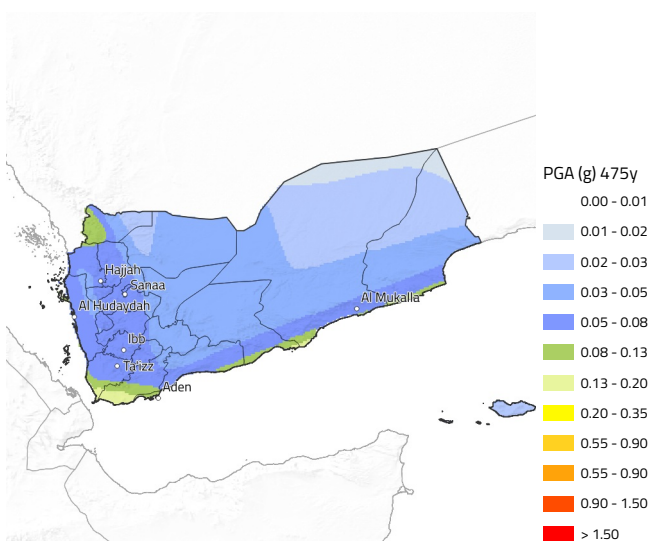 PGA (g) 475y
0.00 - 0.01
0.01 - 0.02
0.02 - 0.03
0.03 - 0.05
0.05 - 0.08
0.08 - 0.13
0.13 - 0.20
0.20 - 0.35
0.55 - 0.90
0.55 - 0.90
0.90 - 1.50
> 1.50
Hajjah
Sanaa
Al Hudaydah
Al Mukalla
Ibb
Ta'izz
Aden